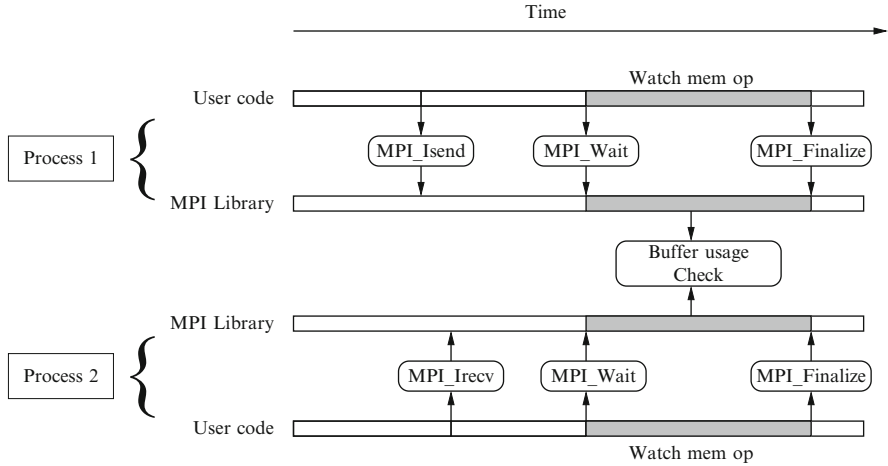 Time
Watch mem op
User code
Process 1
MPI_Isend
MPI_Wait
MPI_Finalize
MPI Library
Buffer usage
Check
MPI Library
Process 2
MPI_Irecv
MPI_Wait
MPI_Finalize
User code
Watch mem op